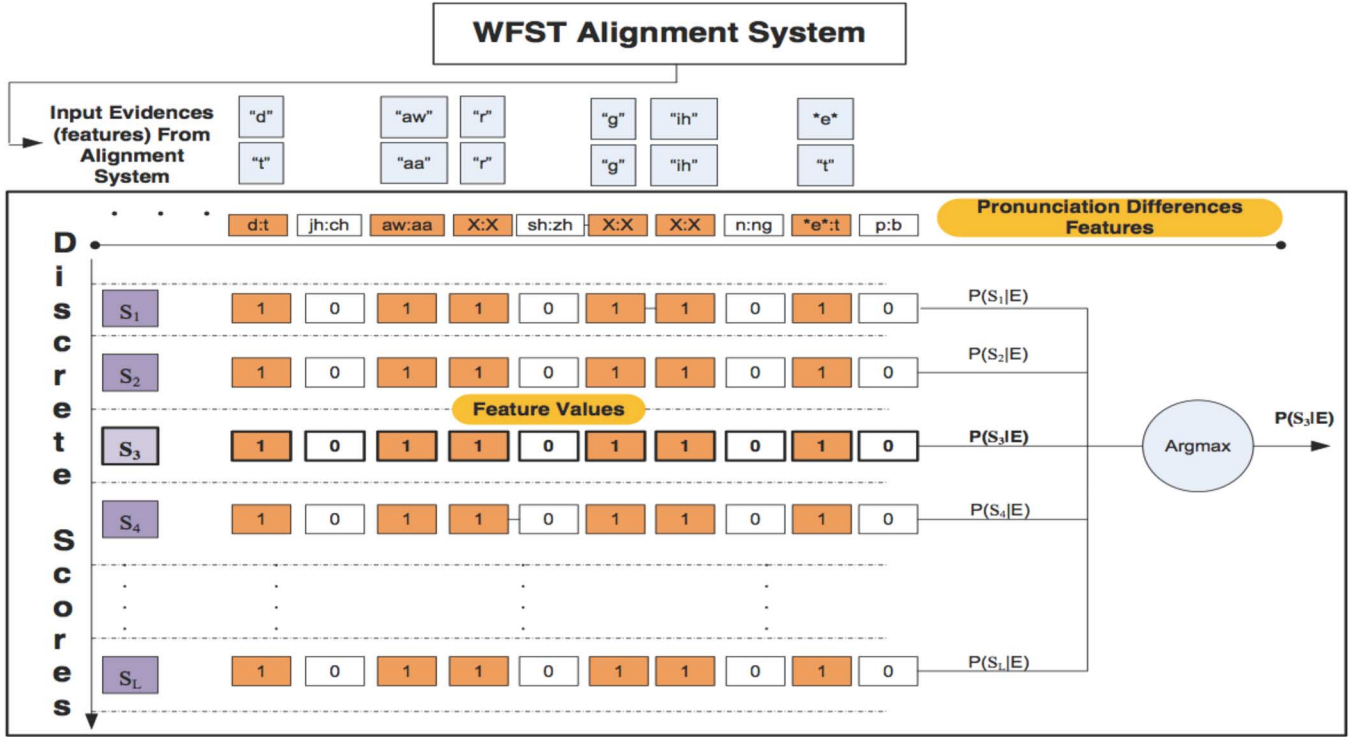 WFST Alignment System
Input Evidences
(features) From
Alignment
System
"d" "aw" "r" "g" "ih" *e*
"t" "aa" "r" "g" "ih" "t"
. . . d:t jh:ch aw:aa X:X sh:zh X:X X:X n:ng *e*:t p:b
Pronunciation Differences
Features
Discrete Scores
S1 1 0 1 1 0 1 1 0 1 0 P(S1|E)
S2 1 0 1 1 0 1 1 0 1 0 P(S2|E)
Feature Values
S3 1 0 1 1 0 1 1 0 1 0 P(S3|E) Argmax P(S3|E)
S4 1 0 1 1 0 1 1 0 1 0 P(S4|E)
SL 1 0 1 1 0 1 1 0 1 0 P(SL|E)